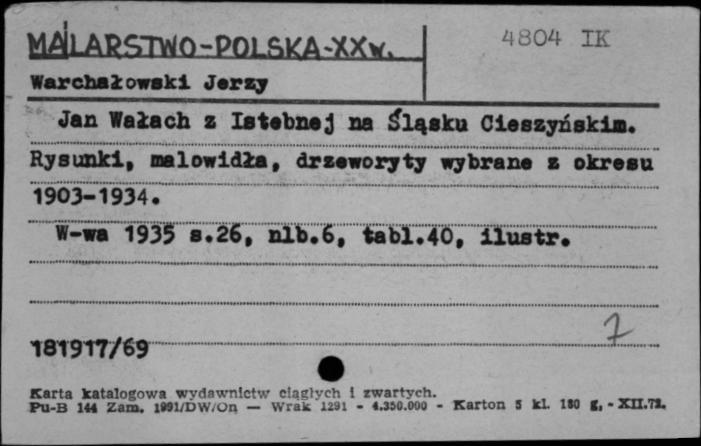 MALARSTWO-POLSKA-XXw.
4804 IK
Warchałowski Jerzy
Jan Wałach z Istebnej na Śląsku Cieszyńskim.
Rysunki, malowidła, drzeworyty wybrane z okresu
1903-1934.
W-wa 1935 s.26, nlb.6, tabl.40, ilustr.
7
181917/69
Karta katalogowa wydawnictw ciągłych i zwartych.
Pu-B 144 Zam. 1991/DW/On — Wrak 1291 - 4.350.000 - Karton 5 kl. 180 g, - XII.72.